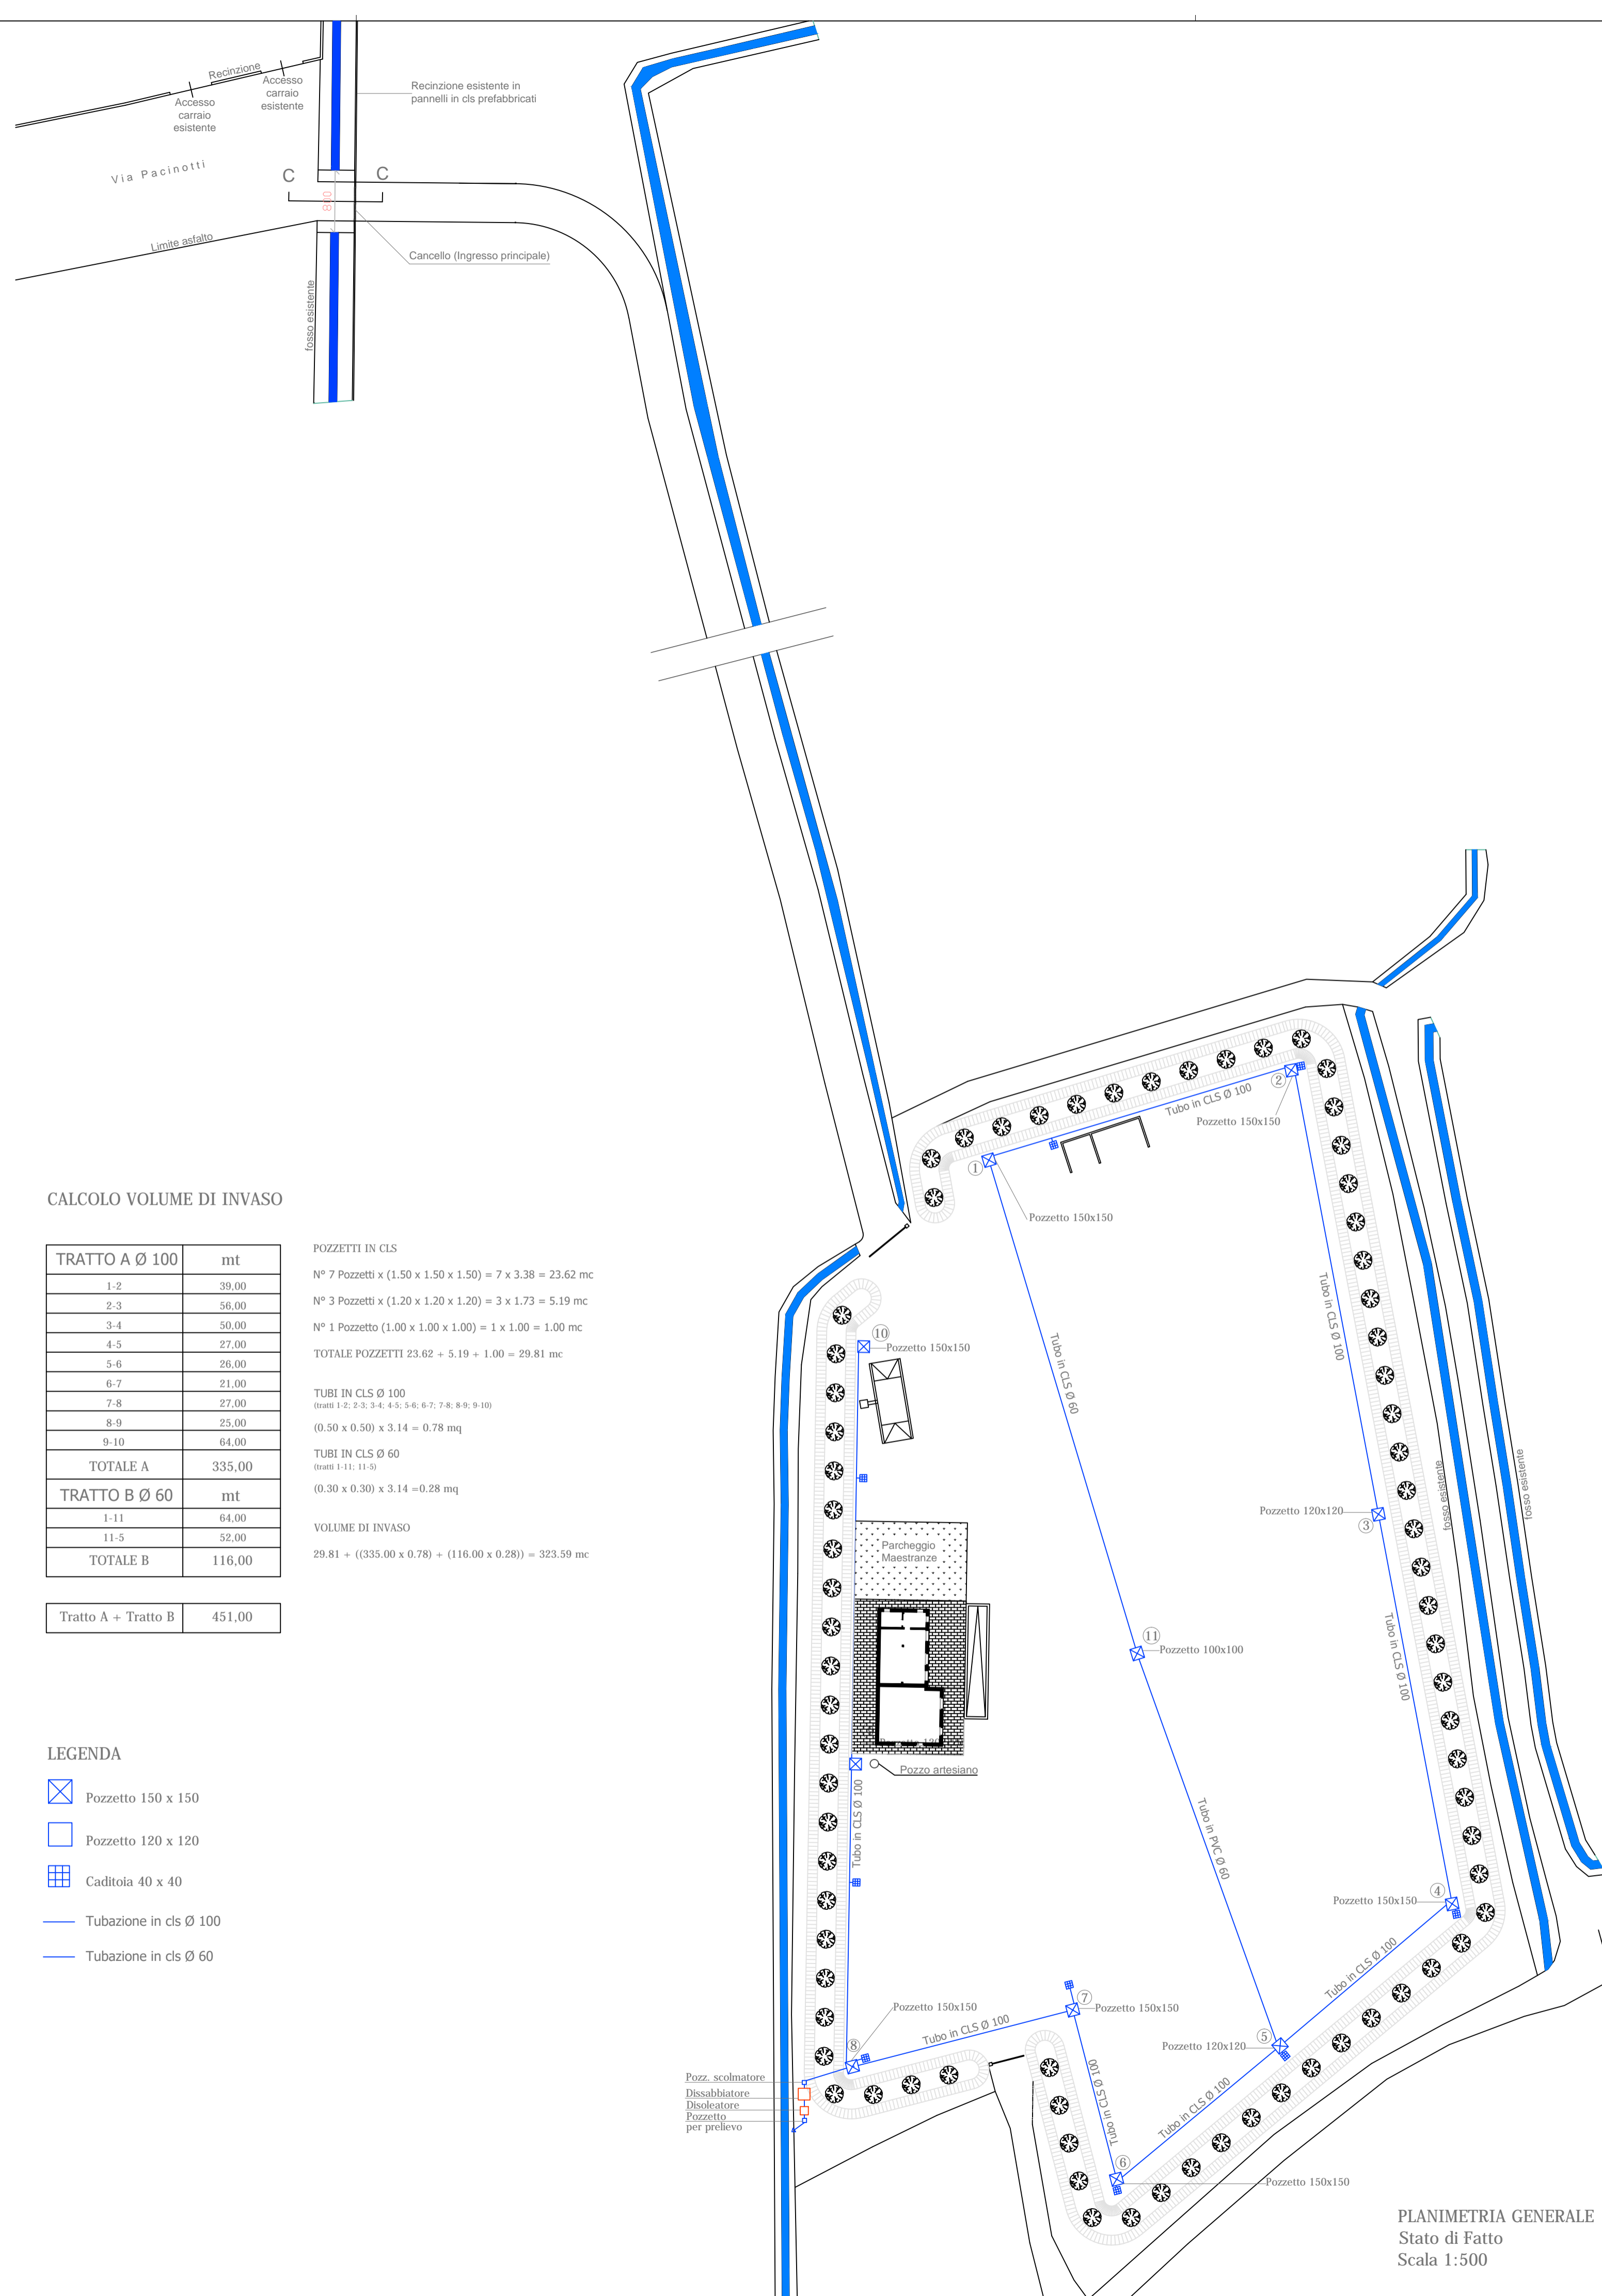 Recinzione
Accesso
carraio
esistente
Accesso
carraio
esistente
Recinzione esistente in
pannelli in cls prefabbricati
Via Pacinotti
C
C
800
Limite asfalto
Cancello (Ingresso principale)
fosso esistente
2
Tubo in CLS Ø 100
Pozzetto 150x150
1
Pozzetto 150x150
CALCOLO VOLUME DI INVASO
TRATTO A Ø 100 mt
1-2 39,00
2-3 56,00
3-4 50,00
4-5 27,00
5-6 26,00
6-7 21,00
7-8 27,00
8-9 25,00
9-10 64,00
TOTALE A 335,00
TRATTO B Ø 60 mt
1-11 64,00
11-5 52,00
TOTALE B 116,00
Tratto A + Tratto B 451,00
POZZETTI IN CLS
N° 7 Pozzetti x (1.50 x 1.50 x 1.50) = 7 x 3.38 = 23.62 mc
N° 3 Pozzetti x (1.20 x 1.20 x 1.20) = 3 x 1.73 = 5.19 mc
N° 1 Pozzetto (1.00 x 1.00 x 1.00) = 1 x 1.00 = 1.00 mc
TOTALE POZZETTI 23.62 + 5.19 + 1.00 = 29.81 mc
TUBI IN CLS Ø 100
(tratti 1-2; 2-3; 3-4; 4-5; 5-6; 6-7; 7-8; 8-9; 9-10)
(0.50 x 0.50) x 3.14 = 0.78 mq
TUBI IN CLS Ø 60
(tratti 1-11; 11-5)
(0.30 x 0.30) x 3.14 =0.28 mq
VOLUME DI INVASO
29.81 + ((335.00 x 0.78) + (116.00 x 0.28)) = 323.59 mc
10
Pozzetto 150x150
Tubo in CLS Ø 60
Tubo in CLS Ø 100
Pozzetto 120x120
3
fosso esistente
fosso esistente
Parcheggio
Maestranze
11
Pozzetto 100x100
Tubo in CLS Ø 100
Pozzo artesiano
Tubo in CLS Ø 100
Tubo in PVC Ø 60
LEGENDA
Pozzetto 150 x 150
Pozzetto 120 x 120
Caditoia 40 x 40
Tubazione in cls Ø 100
Tubazione in cls Ø 60
4
Pozzetto 150x150
Tubo in CLS Ø 100
7
Pozzetto 150x150
Pozzetto 150x150
Tubo in CLS Ø 100
8
5
Pozzetto 120x120
Pozz. scolmatore
Dissabbiatore
Disoleatore
Pozzetto
per prelievo
Tubo in CLS Ø 100
Tubo in CLS Ø 100
6
Pozzetto 150x150
PLANIMETRIA GENERALE
Stato di Fatto
Scala 1:500